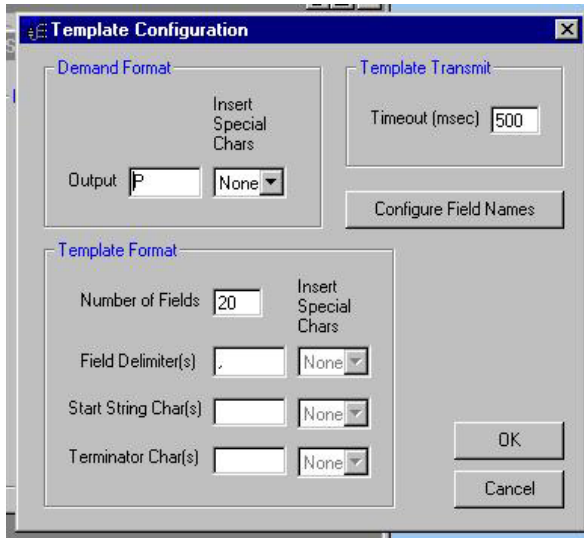 Template Configuration
Demand Format
Insert
Special
Chars
Output P None
Template Transmit
Timeout (msec) 500
Configure Field Names
Template Format
Number of Fields 20
Insert
Special
Chars
Field Delimiter(s) , None
Start String Char(s) None
Terminator Char(s) None
OK
Cancel